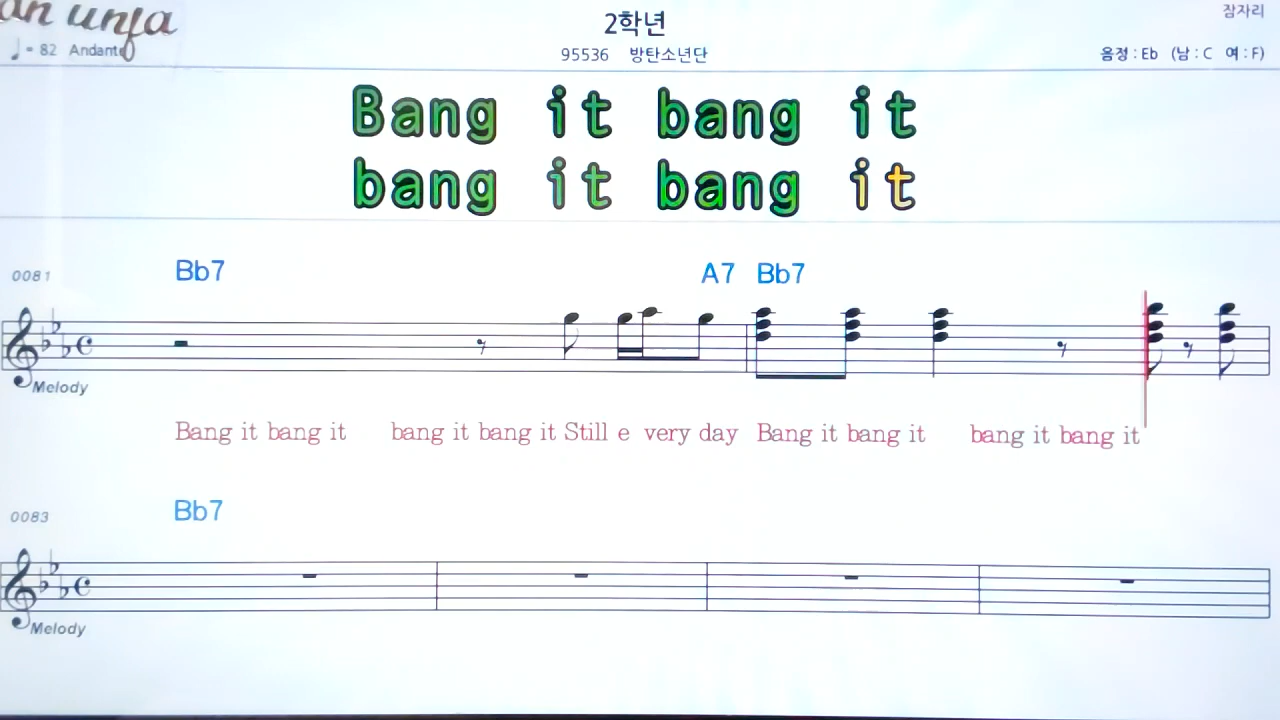 잠자리
2학년
♩= 82 Andante
95536 방탄소년단
음정 : Eb (남 : C 여 : F)
Bang it bang it
bang it bang it
0081 Bb7 A7 Bb7
Melody
Bang it bang it bang it bang it Still e very day Bang it bang it bang it bang it
0083 Bb7
Melody